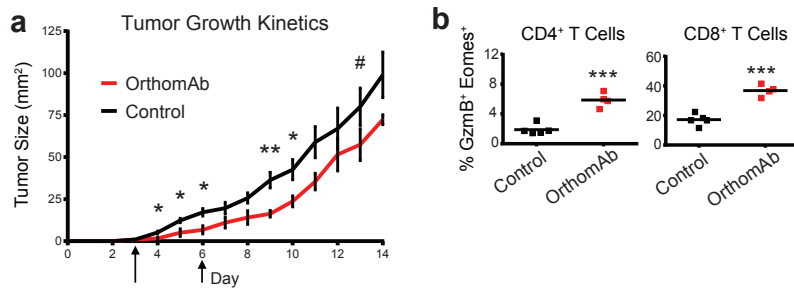 a
Tumor Growth Kinetics
Tumor Size (mm²)
125
100
75
50
25
0
OrthomAb
Control
* * * ** * #
0 2 4 6 8 10 12 14
Day
b
% GzmB⁺ Eomes⁺
CD4⁺ T Cells
12
8
4
0
***
Control OrthomAb
CD8⁺ T Cells
60
40
20
0
***
Control OrthomAb